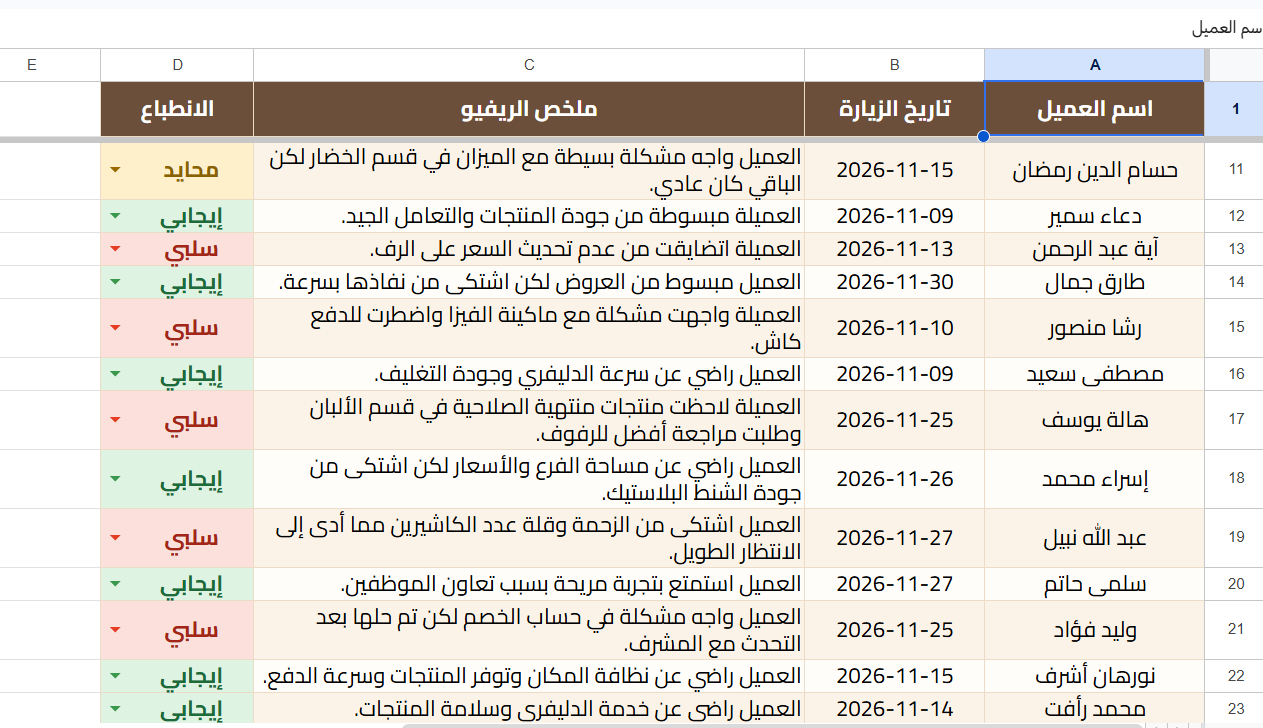 سم العميل
A B C D E
1 اسم العميل تاريخ الزيارة ملخص الريفيو الانطباع
11 حسام الدين رمضان 2026-11-15 العميل واجه مشكلة بسيطة مع الميزان في قسم الخضار لكن
الباقي كان عادي. محايد
12 دعاء سمير 2026-11-09 العميلة مبسوطة من جودة المنتجات والتعامل الجيد. إيجابي
13 آية عبد الرحمن 2026-11-13 العميلة اتضايقت من عدم تحديث السعر على الرف. سلبي
14 طارق جمال 2026-11-30 العميل مبسوط من العروض لكن اشتكى من نفاذها بسرعة. إيجابي
15 رشا منصور 2026-11-10 العميلة واجهت مشكلة مع ماكينة الفيزا واضطرت للدفع
كاش. سلبي
16 مصطفى سعيد 2026-11-09 العميل راضي عن سرعة الدليفري وجودة التغليف. إيجابي
17 هالة يوسف 2026-11-25 العميلة لاحظت منتجات منتهية الصلاحية في قسم الألبان
وطلبت مراجعة أفضل للرفوف. سلبي
18 إسراء محمد 2026-11-26 العميل راضي عن مساحة الفرع والأسعار لكن اشتكى من
جودة الشنط البلاستيك. إيجابي
19 عبد الله نبيل 2026-11-27 العميل اشتكى من الزحمة وقلة عدد الكاشيرين مما أدى إلى
الانتظار الطويل. سلبي
20 سلمى حاتم 2026-11-27 العميل استمتع بتجربة مريحة بسبب تعاون الموظفين. إيجابي
21 وليد فؤاد 2026-11-25 العميل واجه مشكلة في حساب الخصم لكن تم حلها بعد
التحدث مع المشرف. سلبي
22 نورهان أشرف 2026-11-15 العميل راضي عن نظافة المكان وتوفر المنتجات وسرعة الدفع. إيجابي
23 محمد رأفت 2026-11-14 العميل راضي عن خدمة الدليفري وسلامة المنتجات. إيجابي